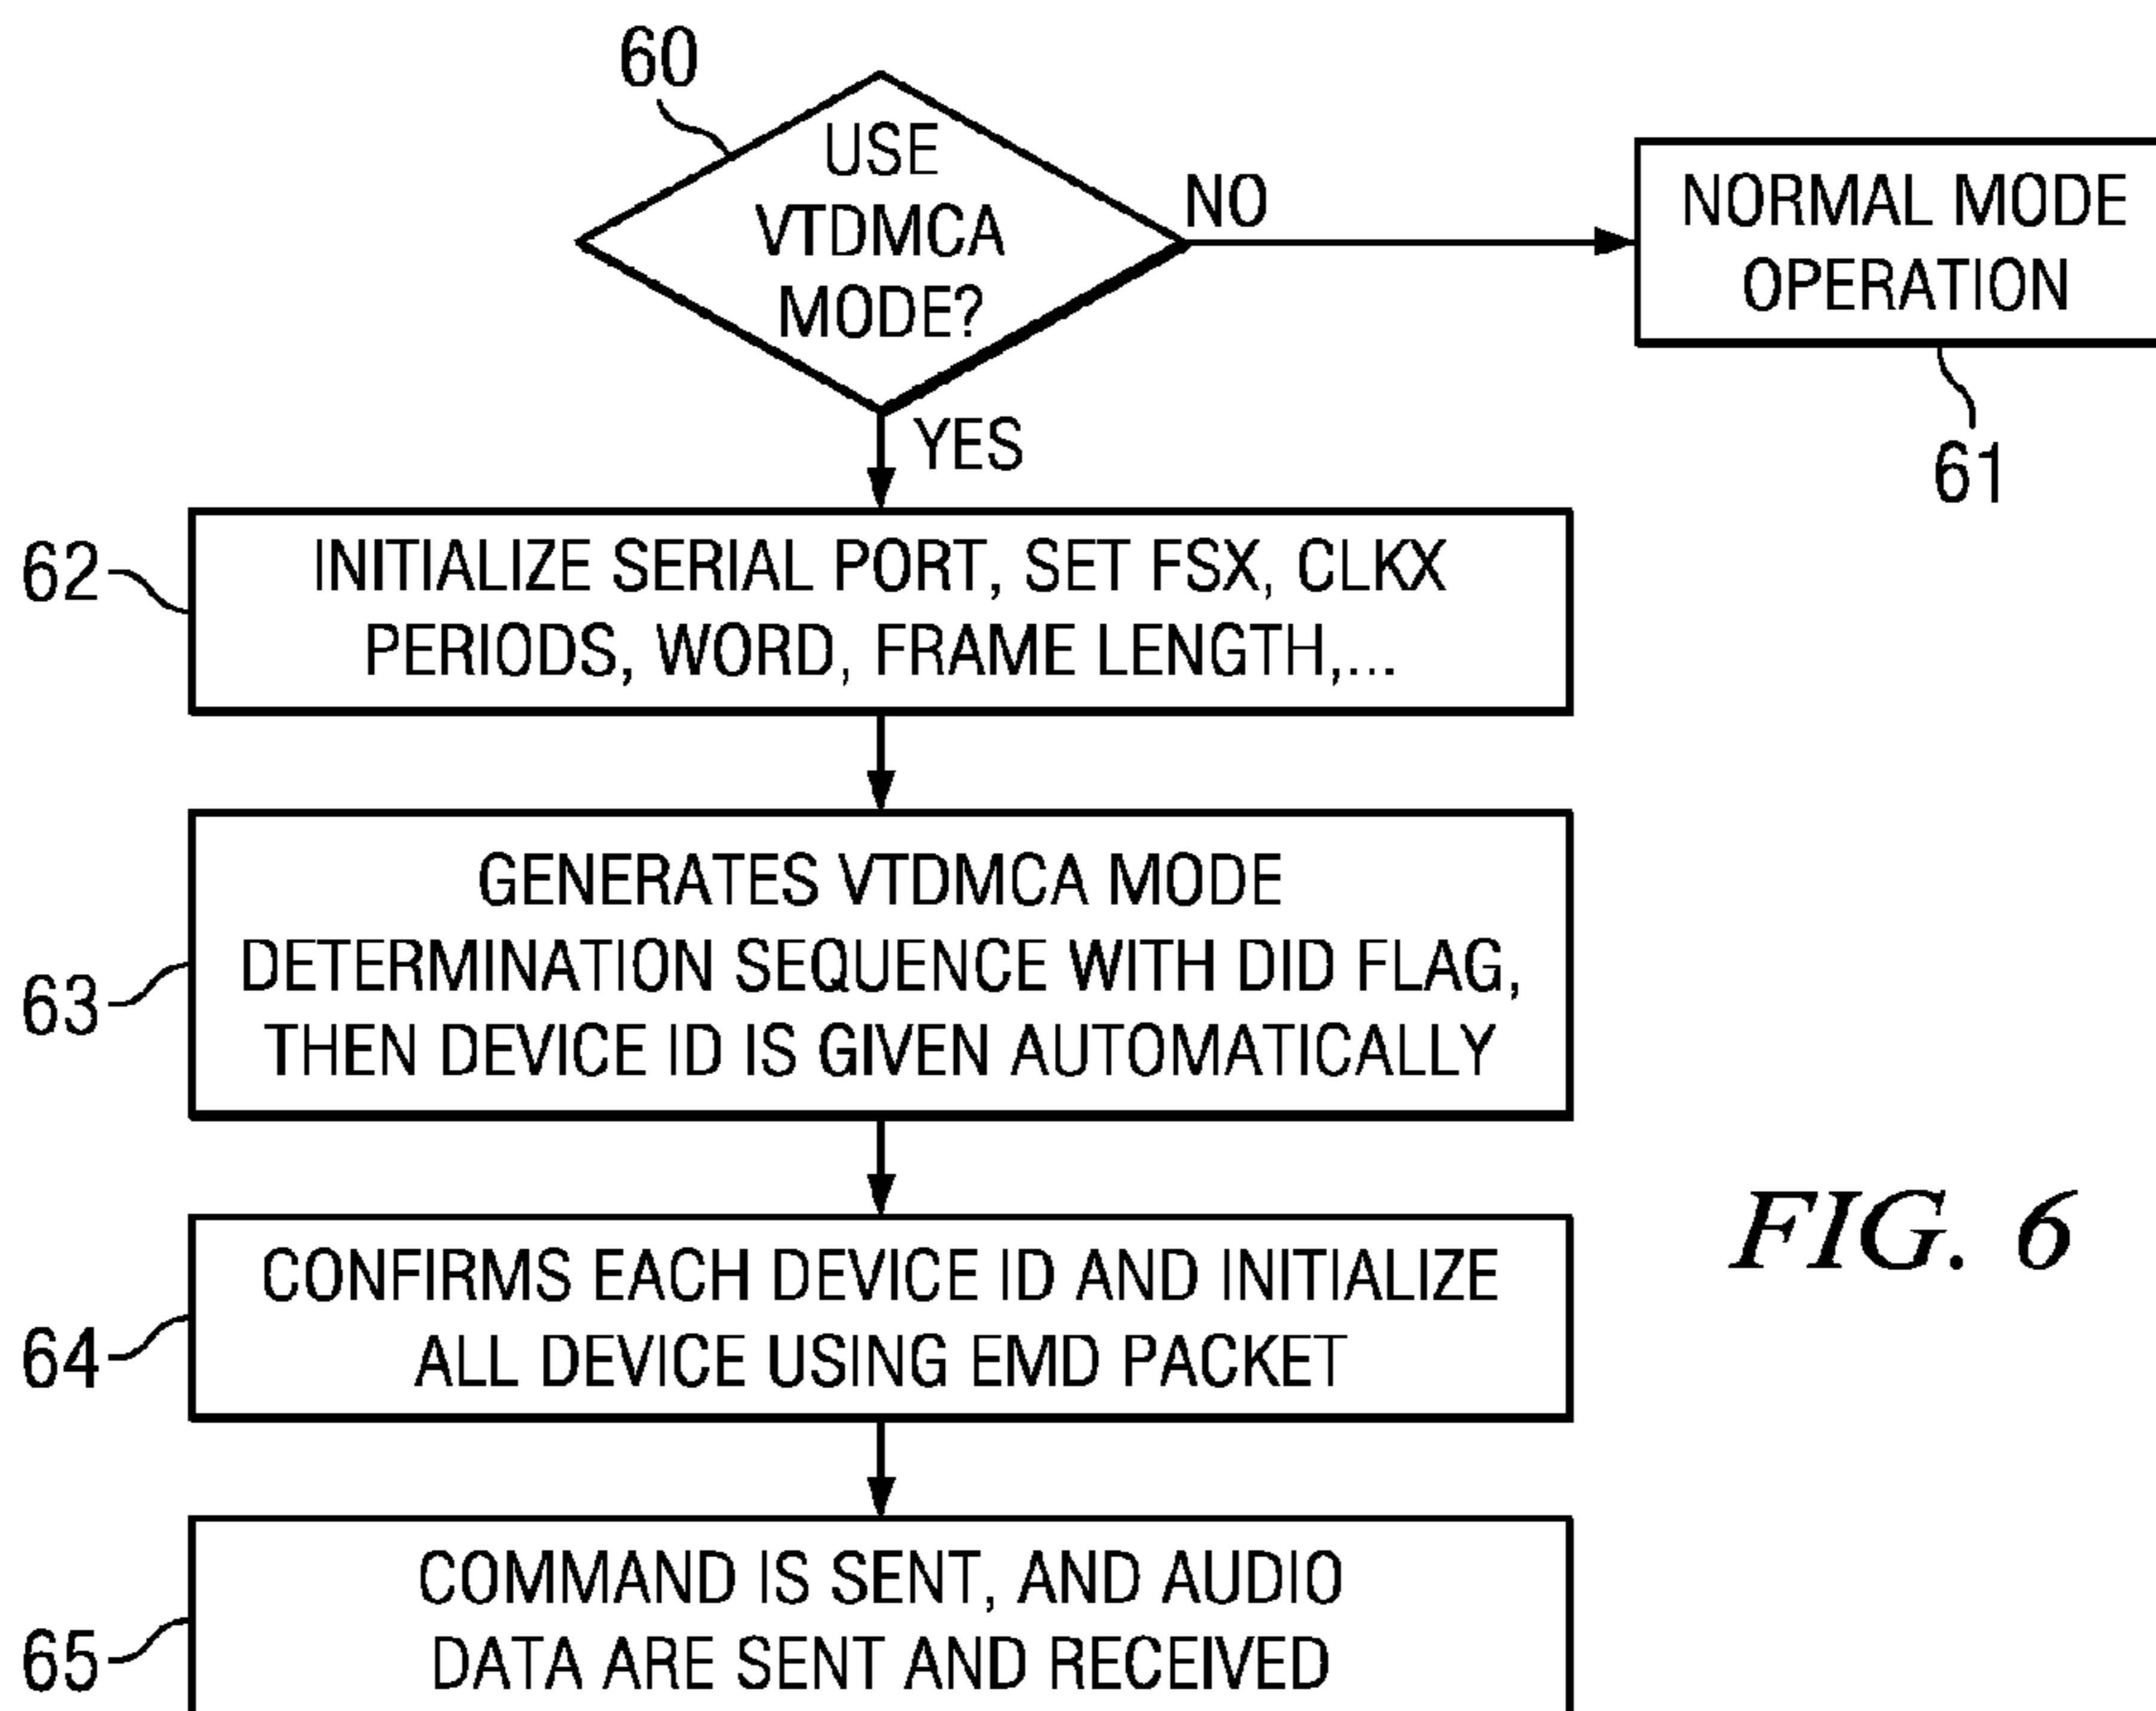 60
USE
VTDMCA
MODE?
NO
NORMAL MODE
OPERATION
61
YES
62
INITIALIZE SERIAL PORT, SET FSX, CLKX
PERIODS, WORD, FRAME LENGTH,...
63
GENERATES VTDMCA MODE
DETERMINATION SEQUENCE WITH DID FLAG,
THEN DEVICE ID IS GIVEN AUTOMATICALLY
64
CONFIRMS EACH DEVICE ID AND INITIALIZE
ALL DEVICE USING EMD PACKET
FIG. 6
65
COMMAND IS SENT, AND AUDIO
DATA ARE SENT AND RECEIVED